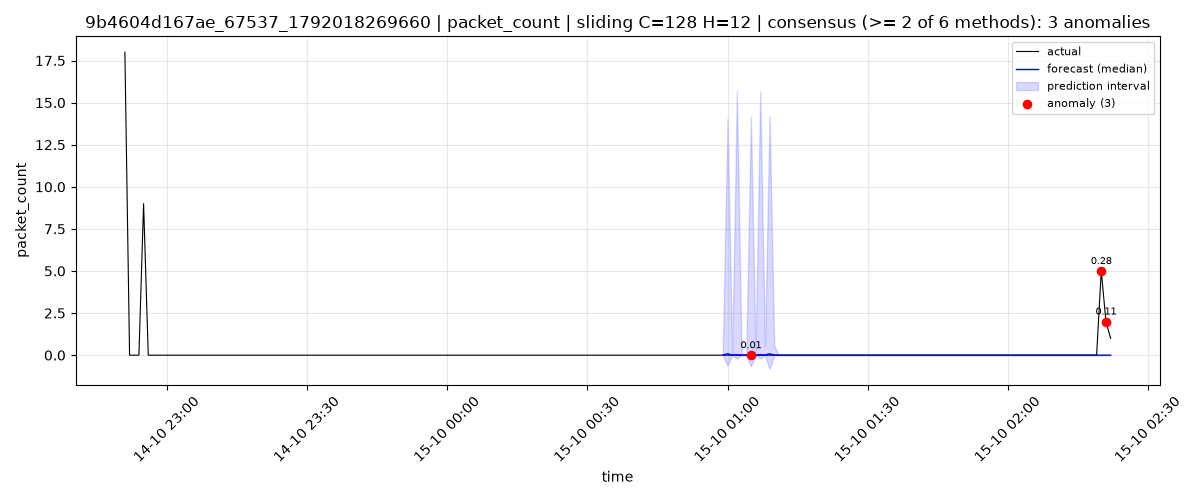 9b4604d167ae_67537_1792018269660 | packet_count | sliding C=128 H=12 | consensus (>= 2 of 6 methods): 3 anomalies
actual
forecast (median)
prediction interval
anomaly (3)
packet_count
17.5
15.0
12.5
10.0
7.5
5.0
2.5
0.0
0.01
0.28
0.11
14-10 23:00
14-10 23:30
15-10 00:00
15-10 00:30
15-10 01:00
15-10 01:30
15-10 02:00
15-10 02:30
time